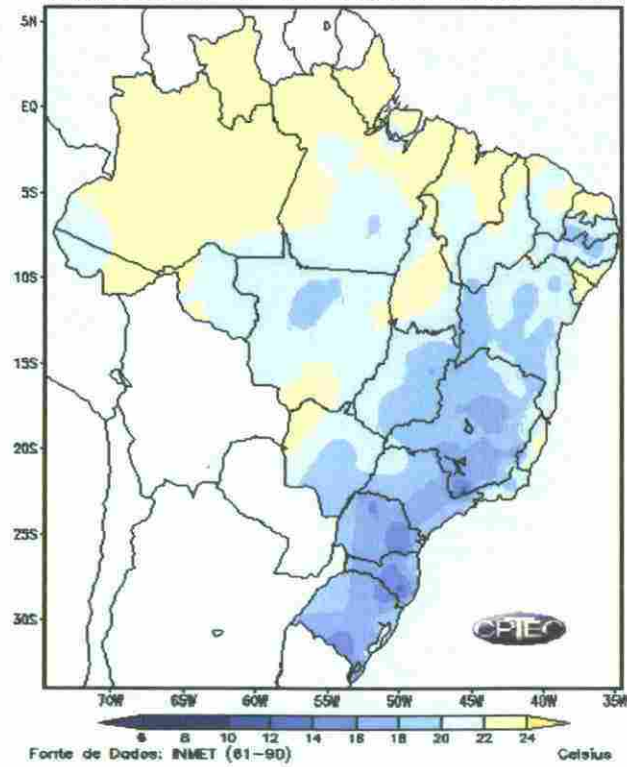 5N
EQ
5S
10S
15S
20S
25S
30S
CPTEC
70W 65W 60W 55W 50W 45W 40W 35W
6 8 10 12 14 16 18 20 22 24
Fonte de Dados: INMET (61-90) Celsius